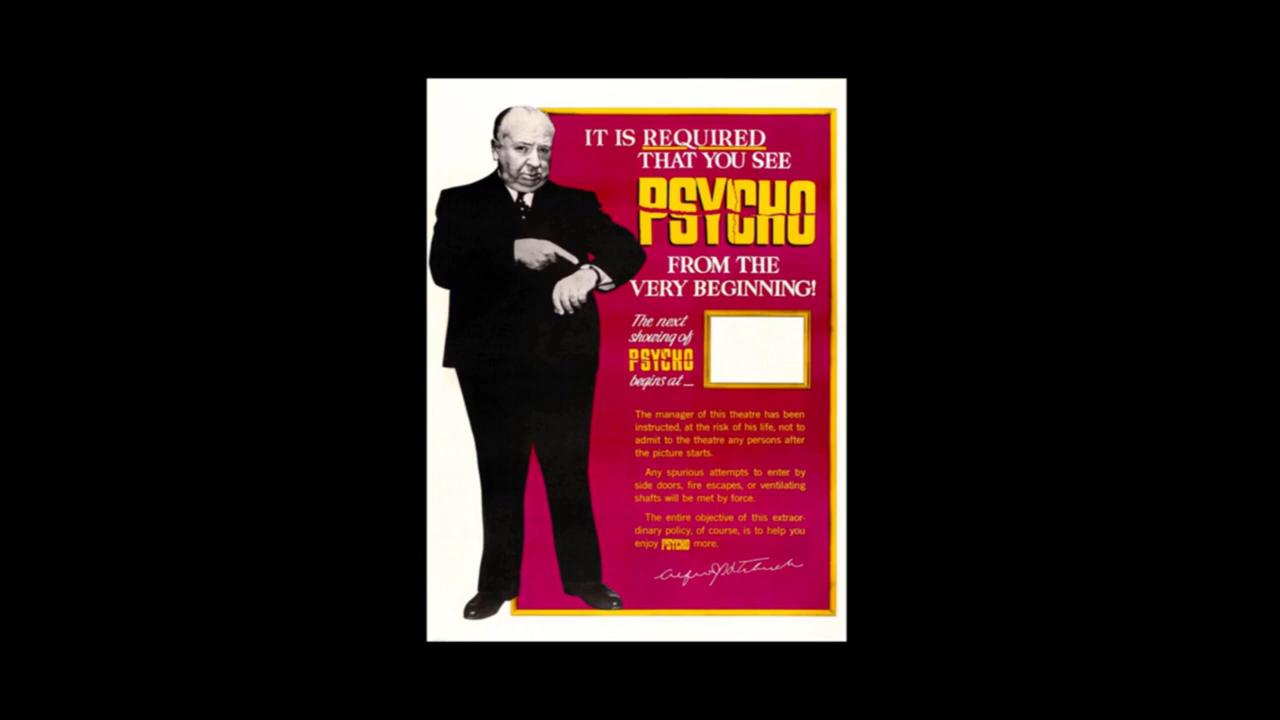 IT IS REQUIRED
THAT YOU SEE
PSYCHO
FROM THE
VERY BEGINNING!
The next
showing of
PSYCHO
begins at _
The manager of this theatre has been
instructed, at the risk of his life, not to
admit to the theatre any persons after
the picture starts.
Any spurious attempts to enter by
side doors, fire escapes, or ventilating
shafts will be met by force.
The entire objective of this extraor-
dinary policy, of course, is to help you
enjoy PSYCHO more.
Alfred Hitchcock